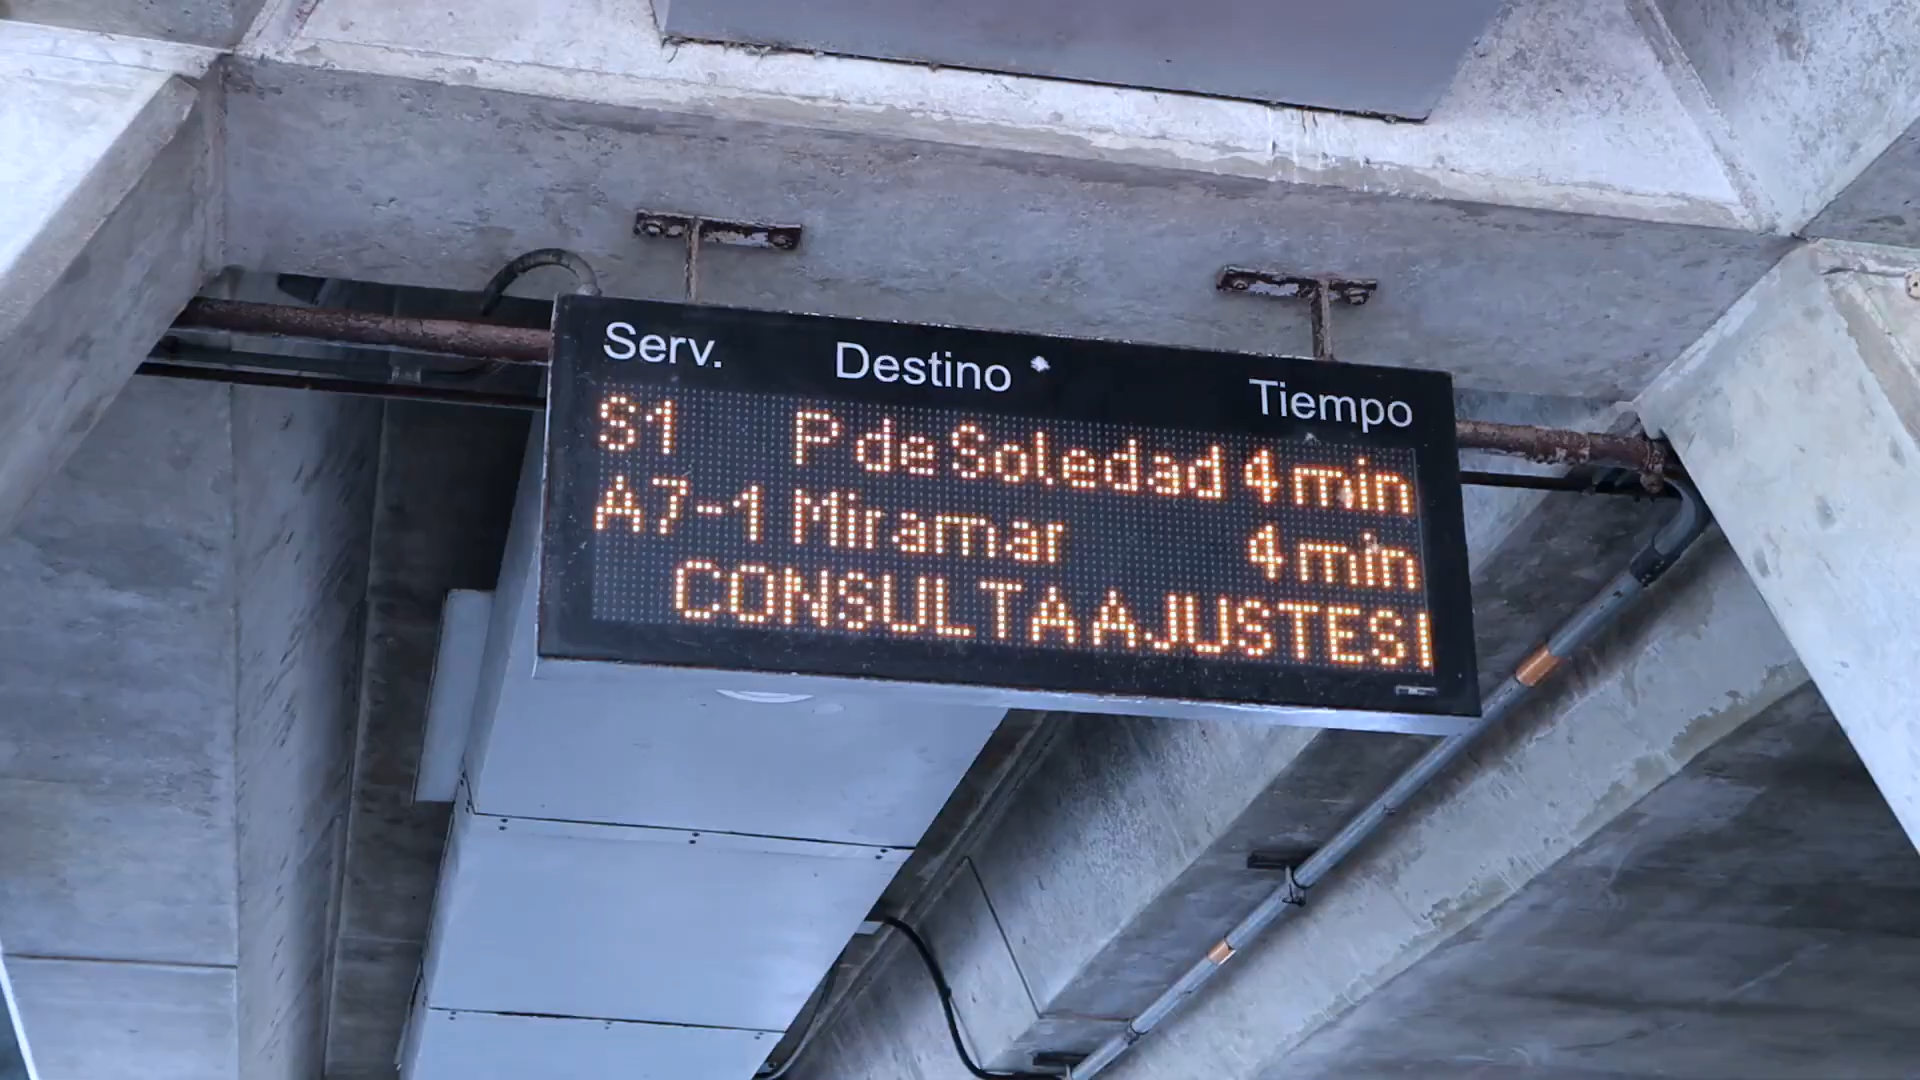 Serv. Destino Tiempo
S1 P de Soledad 4 min
A7-1 Miramar 4 min
CONSULTA AJUSTES